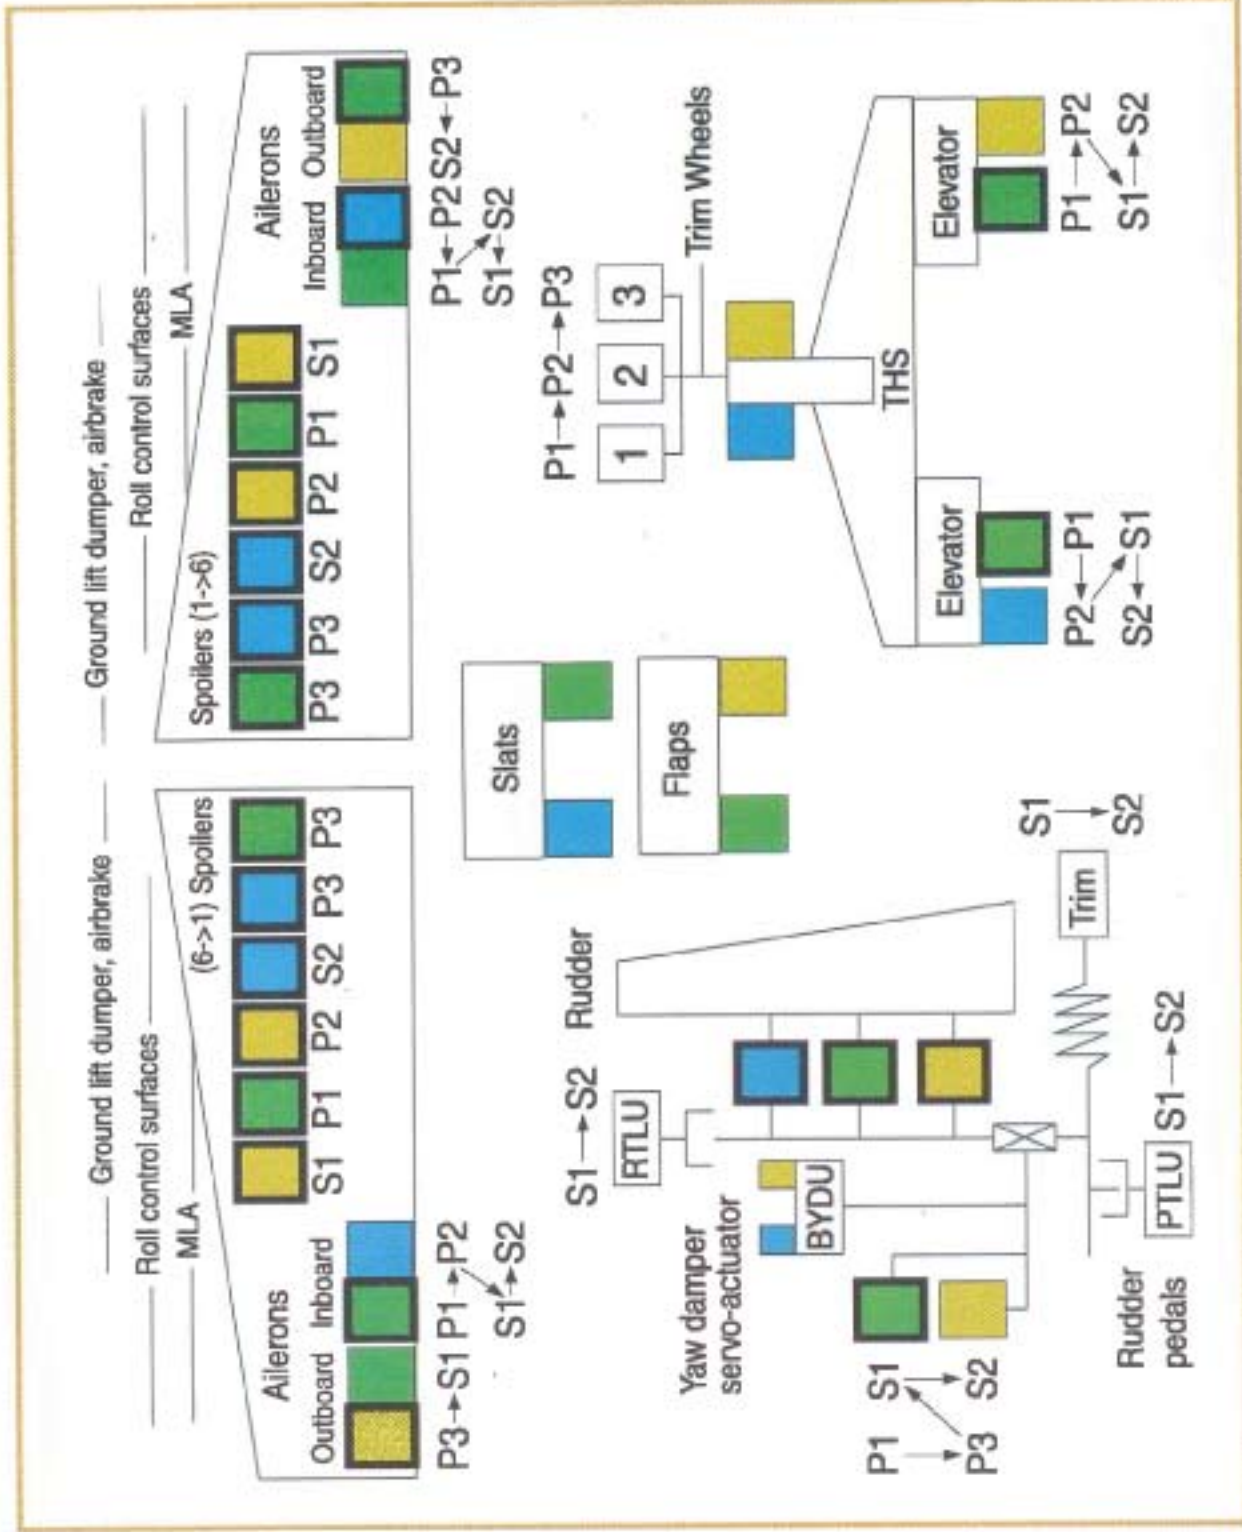 Ground lift dumper, airbrake
Ground lift dumper, airbrake
Roll control surfaces
Roll control surfaces
MLA
MLA
(6->1) Spoilers
Spoilers (1->6)
Ailerons
Outboard Inboard
S1 P1 P2 S2 P3 P3
P3 P3 S2 P2 P1 S1
Ailerons
Inboard Outboard
P3→S1 P1→P2
S1→S2
P1←P2 S2←P3
S1←S2
Slats
Flaps
P1→P2→P3
1 2 3
Trim Wheels
THS
Elevator
P2←P1
S2←S1
Elevator
P1→P2
S1→S2
S1→S2
RTLU
Rudder
Yaw damper
servo-actuator
BYDU
P1 S1
P3 S2
Rudder
pedals
PTLU
S1→S2
Trim
S1
S2